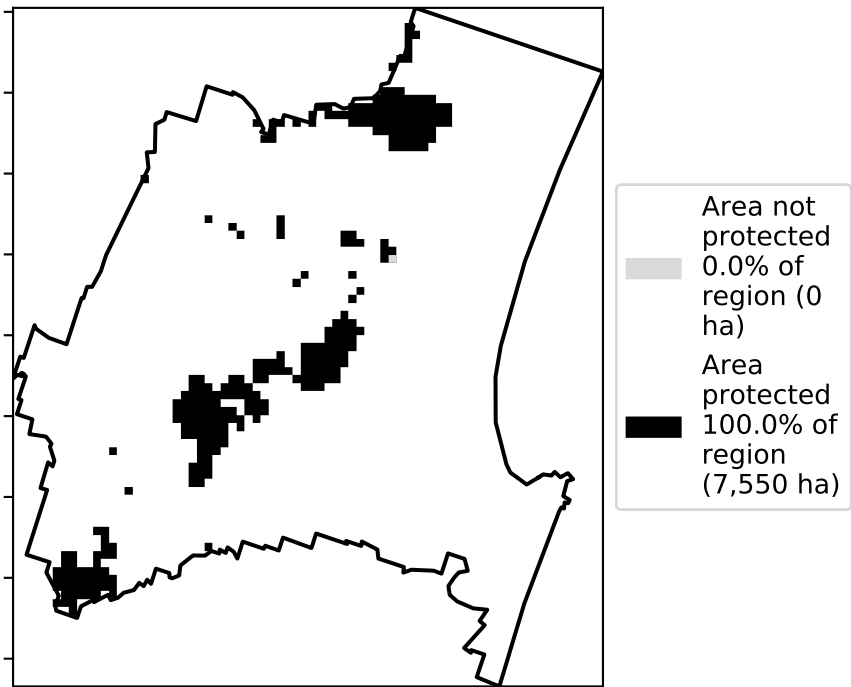 Area not
protected
0.0% of
region (0
ha)
Area
protected
100.0% of
region
(7,550 ha)